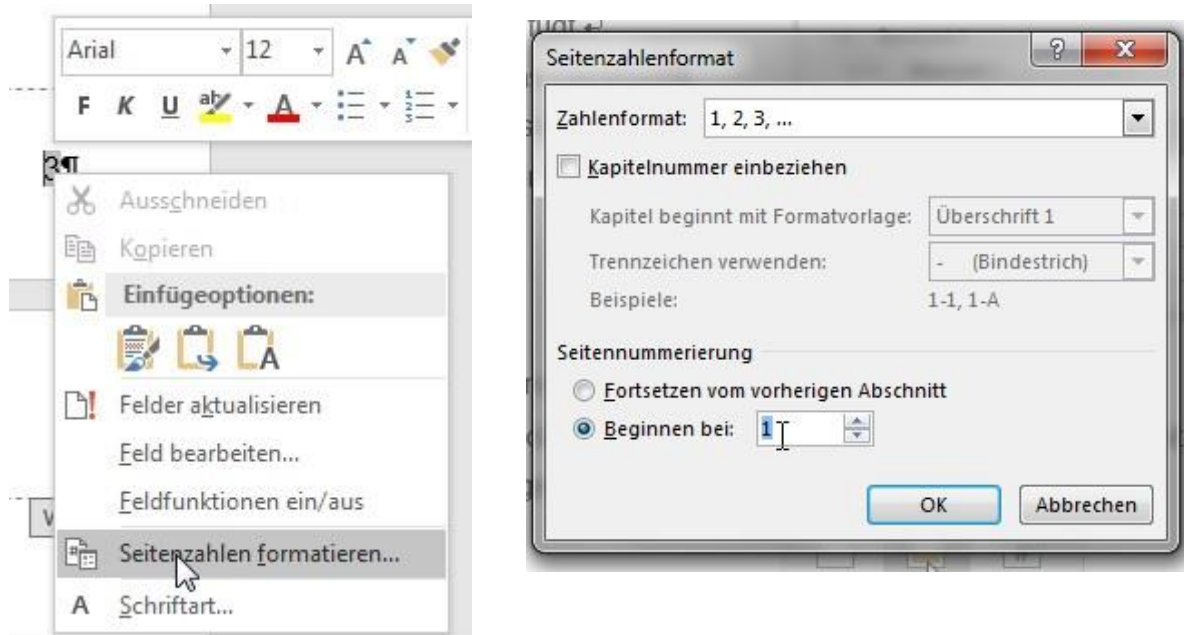 Arial 12 A A
F K U ab A
3¶
Ausschneiden
Kopieren
Einfügeoptionen:
A
Felder aktualisieren
Feld bearbeiten...
Feldfunktionen ein/aus
Seitenzahlen formatieren...
A Schriftart...
Seitenzahlenformat
Zahlenformat: 1, 2, 3, ...
Kapitelnummer einbeziehen
Kapitel beginnt mit Formatvorlage: Überschrift 1
Trennzeichen verwenden: - (Bindestrich)
Beispiele: 1-1, 1-A
Seitennummerierung
Fortsetzen vom vorherigen Abschnitt
Beginnen bei: 1
OK Abbrechen